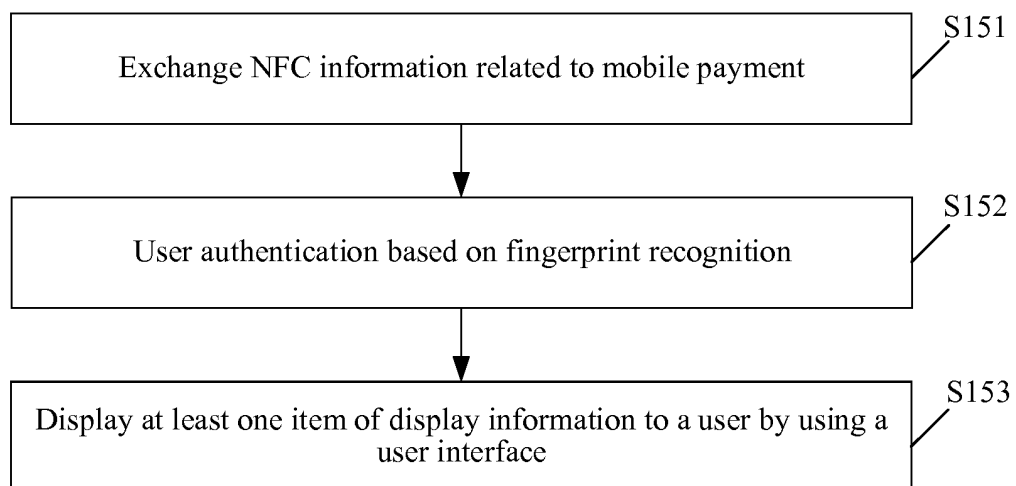 S151
Exchange NFC information related to mobile payment
S152
User authentication based on fingerprint recognition
S153
Display at least one item of display information to a user by using a
user interface